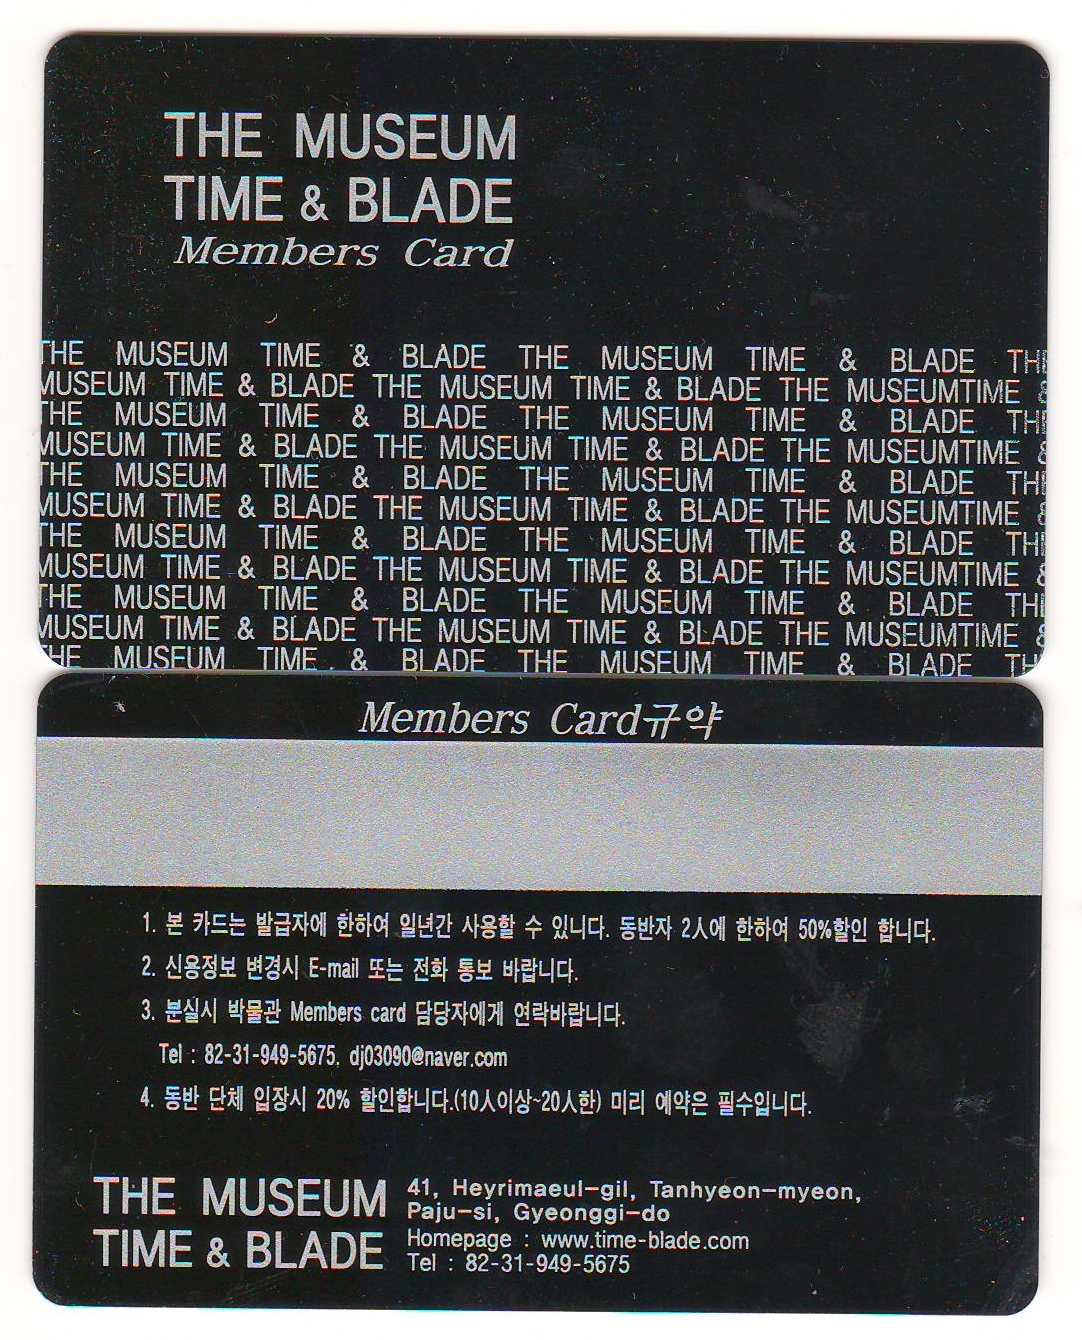 THE MUSEUM
TIME & BLADE
Members Card
THE MUSEUM TIME & BLADE THE MUSEUM TIME & BLADE TH
MUSEUM TIME & BLADE THE MUSEUM TIME & BLADE THE MUSEUMTIME &
THE MUSEUM TIME & BLADE THE MUSEUM TIME & BLADE TH
MUSEUM TIME & BLADE THE MUSEUM TIME & BLADE THE MUSEUMTIME &
THE MUSEUM TIME & BLADE THE MUSEUM TIME & BLADE TH
MUSEUM TIME & BLADE THE MUSEUM TIME & BLADE THE MUSEUMTIME &
THE MUSEUM TIME & BLADE THE MUSEUM TIME & BLADE TH
MUSEUM TIME & BLADE THE MUSEUM TIME & BLADE THE MUSEUMTIME &
THE MUSEUM TIME & BLADE THE MUSEUM TIME & BLADE TH
MUSEUM TIME & BLADE THE MUSEUM TIME & BLADE THE MUSEUMTIME &
THE MUSEUM TIME & BLADE THE MUSEUM TIME & BLADE TH
Members Card규약
1. 본 카드는 발급자에 한하여 일년간 사용할 수 있니다. 동반자 2人에 한하여 50%할인 합니다.
2. 신용정보 변경시 E-mail 또는 전화 통보 바랍니다.
3. 분실시 박물관 Members card 담당자에게 연락바랍니다.
Tel : 82-31-949-5675, dj03090@naver.com
4. 동반 단체 입장시 20% 할인합니다.(10人이상~20人한) 미리 예약은 필수입니다.
THE MUSEUM
TIME & BLADE
41, Heyrimaeul-gil, Tanhyeon-myeon,
Paju-si, Gyeonggi-do
Homepage : www.time-blade.com
Tel : 82-31-949-5675